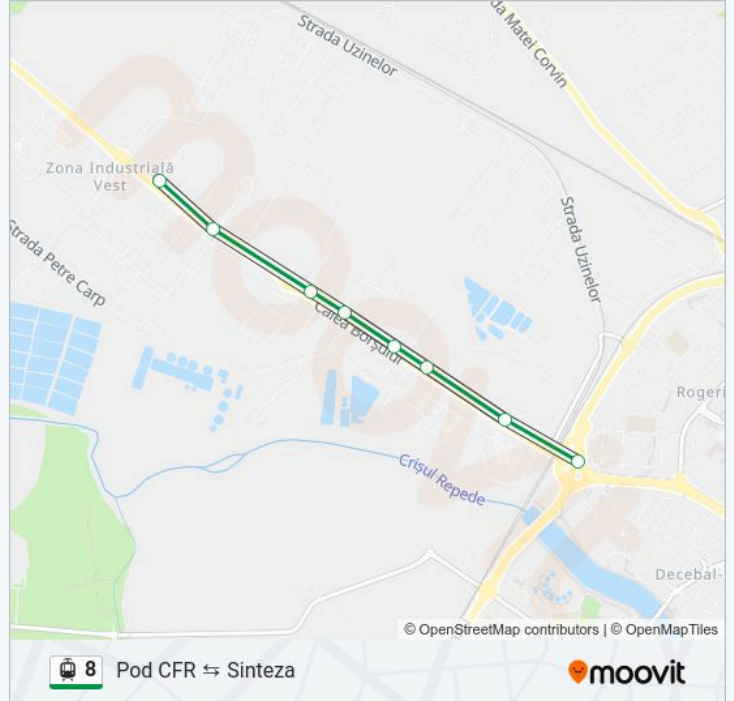 Strada Uzinelor
da Matei Corvin
Zona Industrială
Vest
Strada Petre Carp
Strada Uzinelor
Calea Borșului
Rogeri
Crișul Repede
Decebal-
© OpenStreetMap contributors | © OpenMapTiles
8 Pod CFR ⇆ Sinteza
moovit